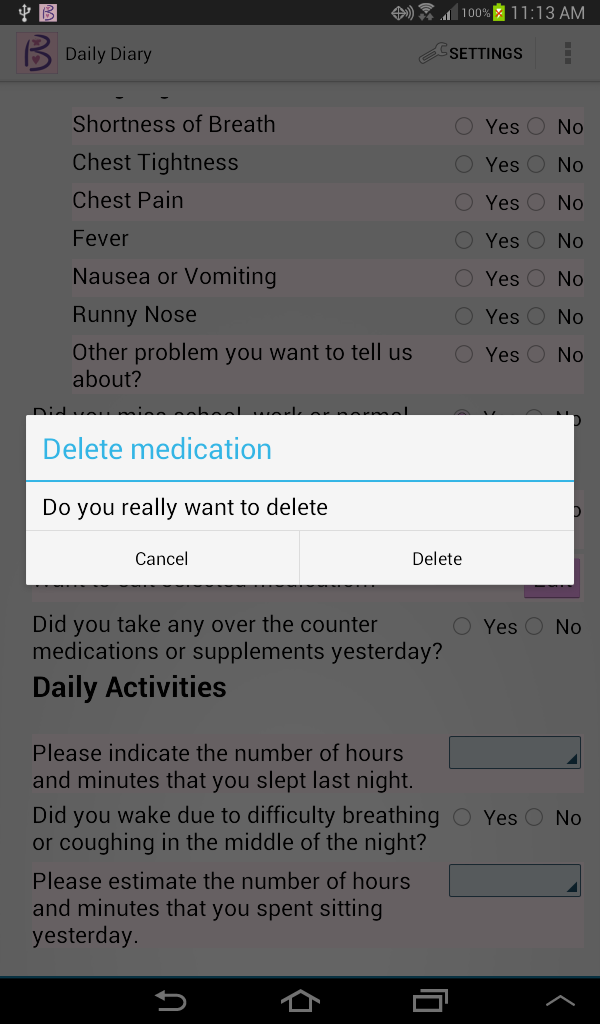 100% 11:13 AM
Daily Diary SETTINGS
Shortness of Breath Yes No
Chest Tightness Yes No
Chest Pain Yes No
Fever Yes No
Nausea or Vomiting Yes No
Runny Nose Yes No
Other problem you want to tell us Yes No
about?
Did you miss school, work or normal
Delete medication
Do you really want to delete
Cancel Delete
Want to edit selected medication? Edit
Did you take any over the counter Yes No
medications or supplements yesterday?
Daily Activities
Please indicate the number of hours
and minutes that you slept last night.
Did you wake due to difficulty breathing Yes No
or coughing in the middle of the night?
Please estimate the number of hours
and minutes that you spent sitting
yesterday.